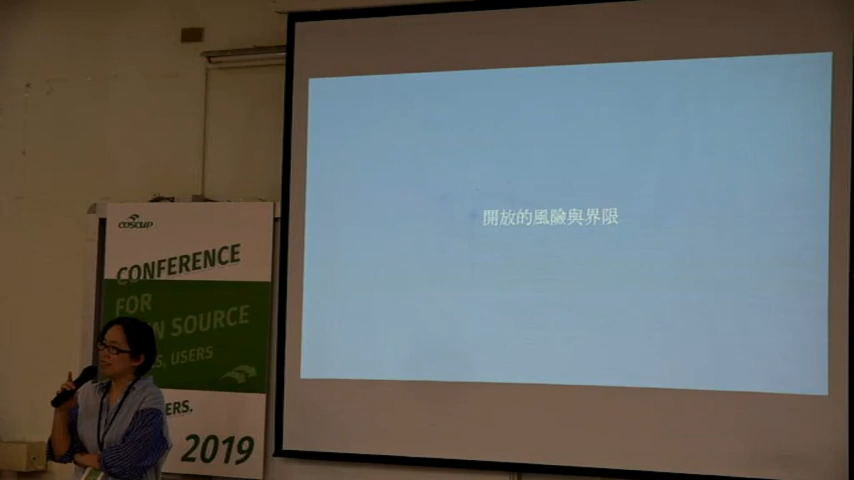 開放的風險與界限
COSCUP
CONFERENCE
FOR
N SOURCE
S, USERS
ERS.
2019